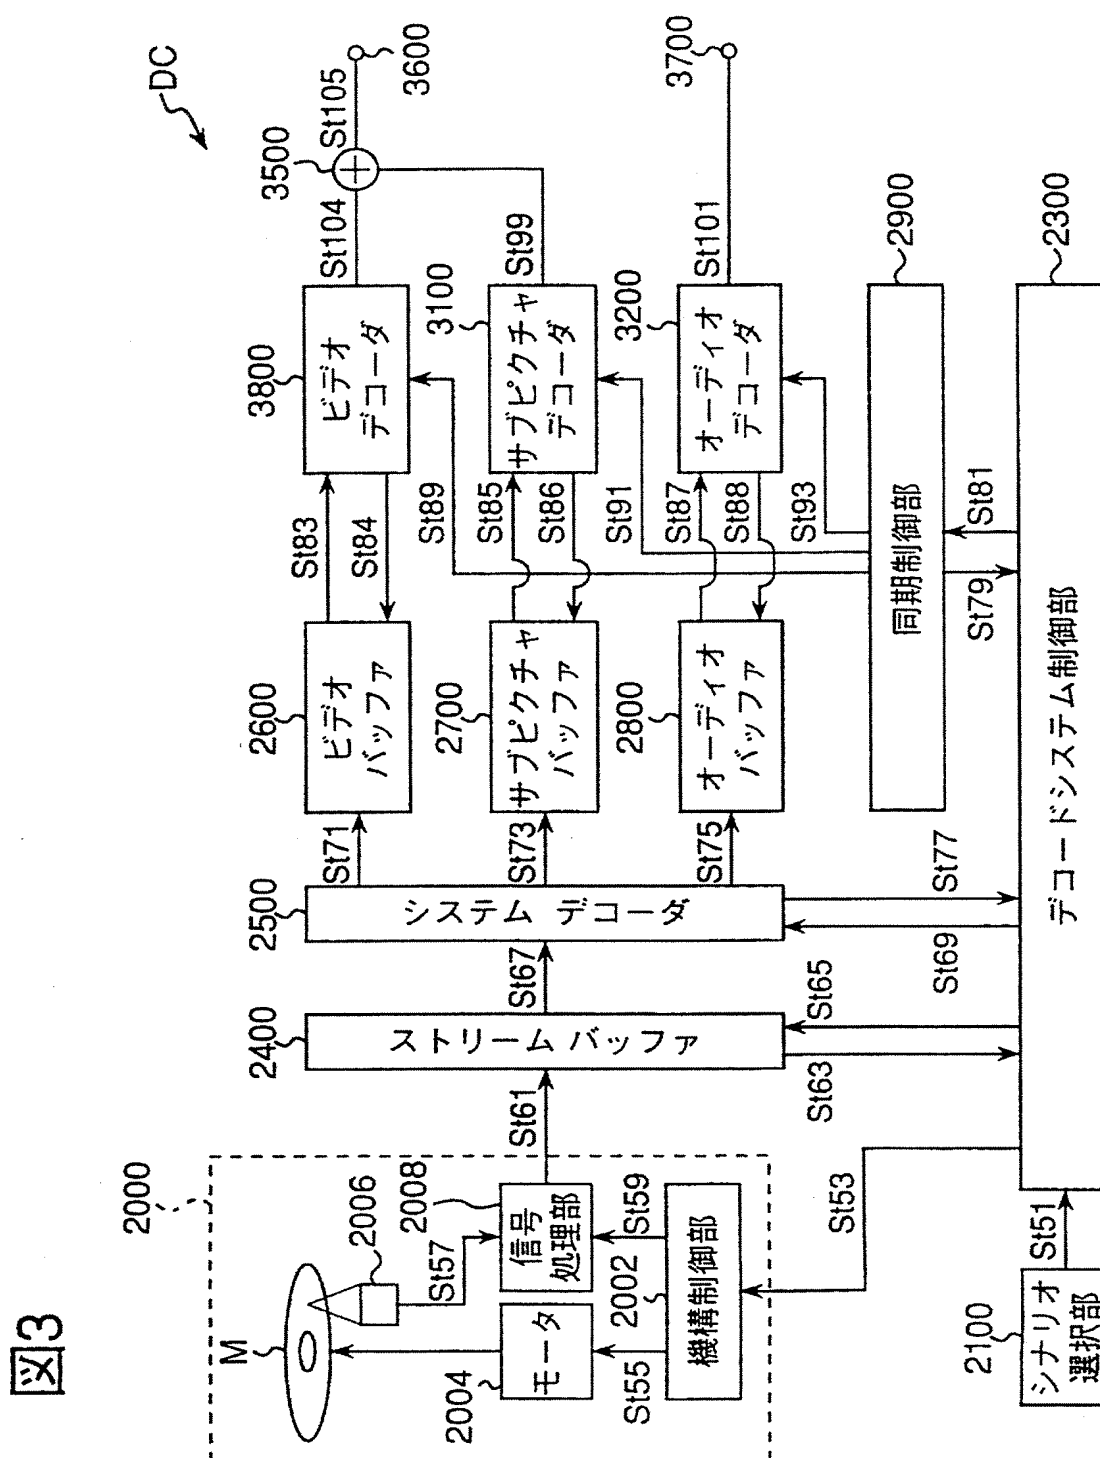 図3
DC
2000
M
2006
St57
2008
信号
処理部
2004
モータ
St55
2002
St59
機構制御部
St53
2100
シナリオ
選択部
St51
St61
2400
ストリームバッファ
St63
St65
St67
2500
システム デコーダ
St69
St77
St71
St73
St75
2600
ビデオ
バッファ
2700
サブピクチャ
バッファ
2800
オーディオ
バッファ
St83
St84
St89
St85
St86
St91
St87
St88
St93
3800
ビデオ
デコーダ
3100
サブピクチャ
デコーダ
3200
オーディオ
デコーダ
St104
St99
St101
3500
St105
3600
3700
2900
同期制御部
St79
St81
2300
デコードシステム制御部